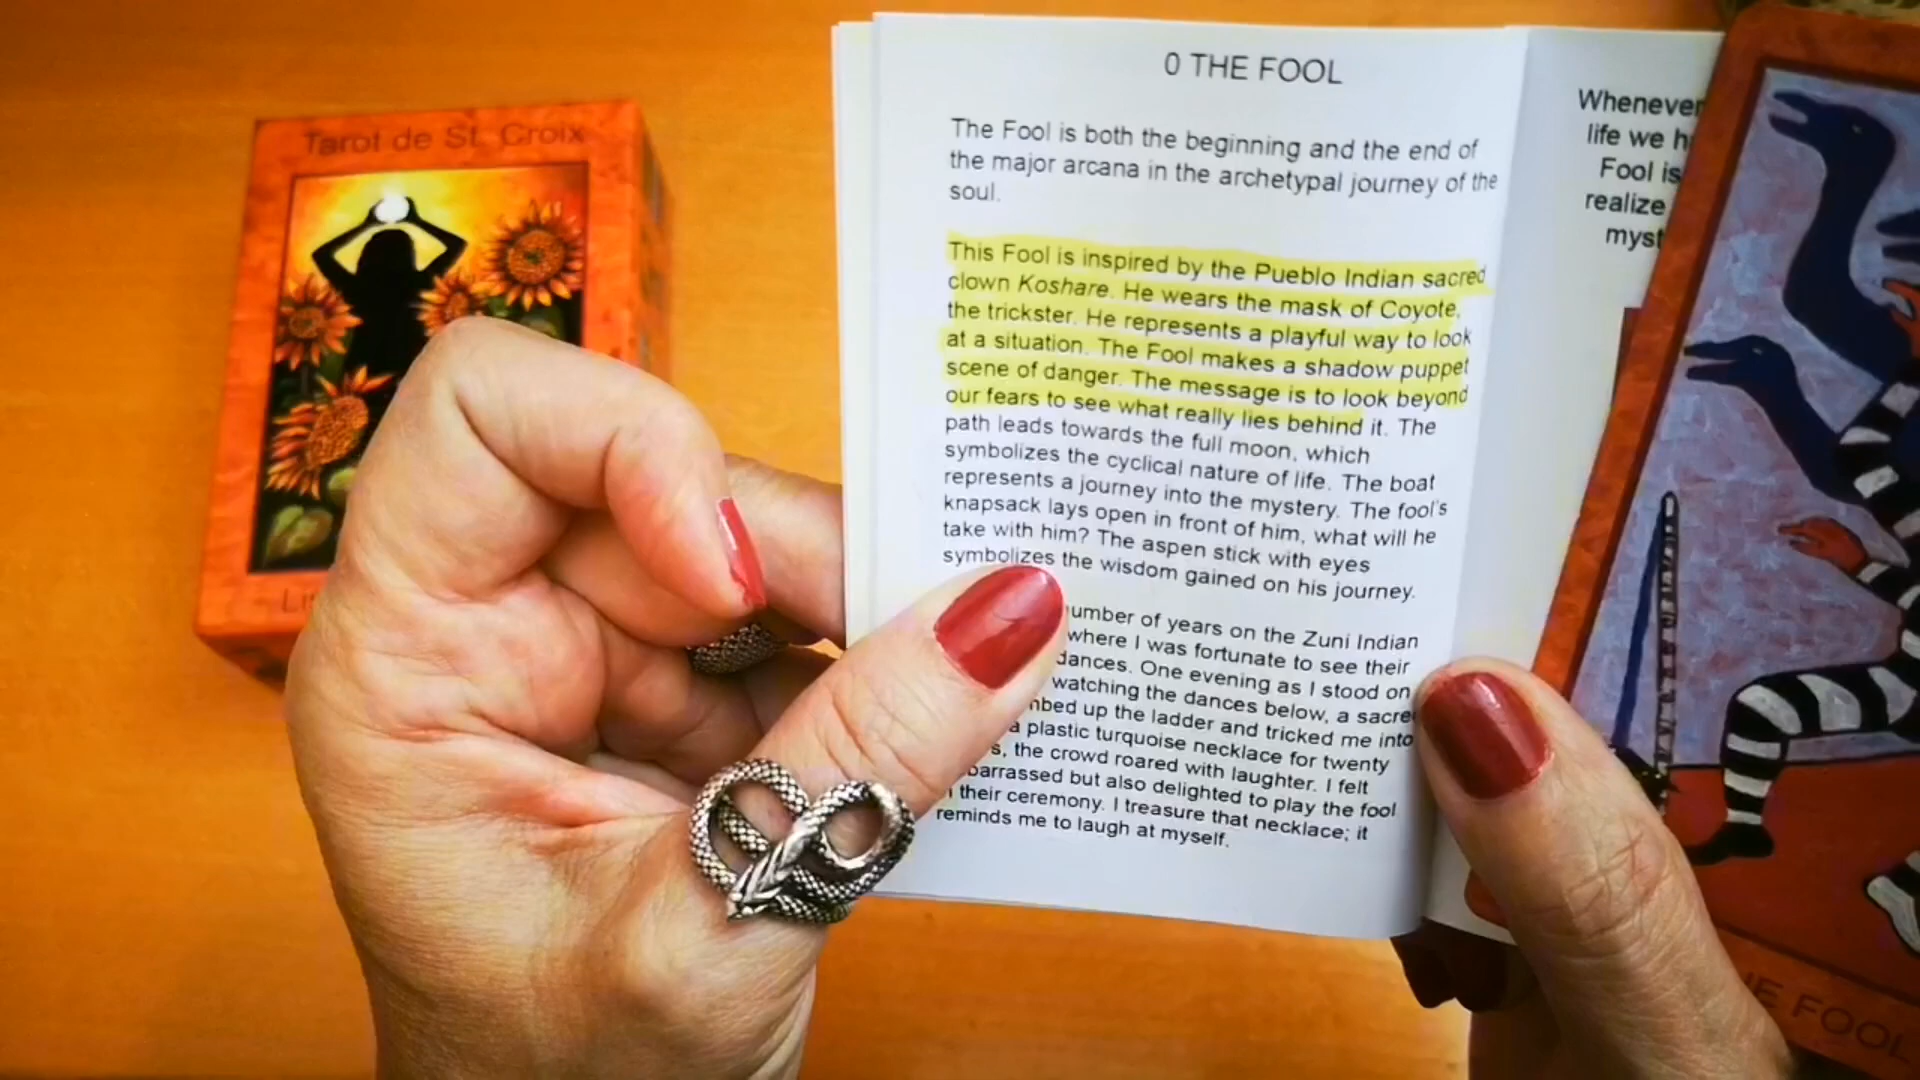 Tarot de St. Croix
0 THE FOOL
The Fool is both the beginning and the end of
the major arcana in the archetypal journey of the
soul.
This Fool is inspired by the Pueblo Indian sacred
clown Koshare. He wears the mask of Coyote,
the trickster. He represents a playful way to look
at a situation. The Fool makes a shadow puppet
scene of danger. The message is to look beyond
our fears to see what really lies behind it. The
path leads towards the full moon, which
symbolizes the cyclical nature of life. The boat
represents a journey into the mystery. The fool's
knapsack lays open in front of him, what will he
take with him? The aspen stick with eyes
symbolizes the wisdom gained on his journey.
of years on the Zuni Indian
where I was fortunate to see their
dances. One evening as I stood on
watching the dances below, a
up the ladder and tricked me into
a plastic turquoise necklace for twenty
the crowd roared with laughter. I felt
but also delighted to play the fool
their ceremony. I treasure that necklace; it
reminds me to laugh at myself.
Whenever
life we
Fool is
realize
THE FOOL